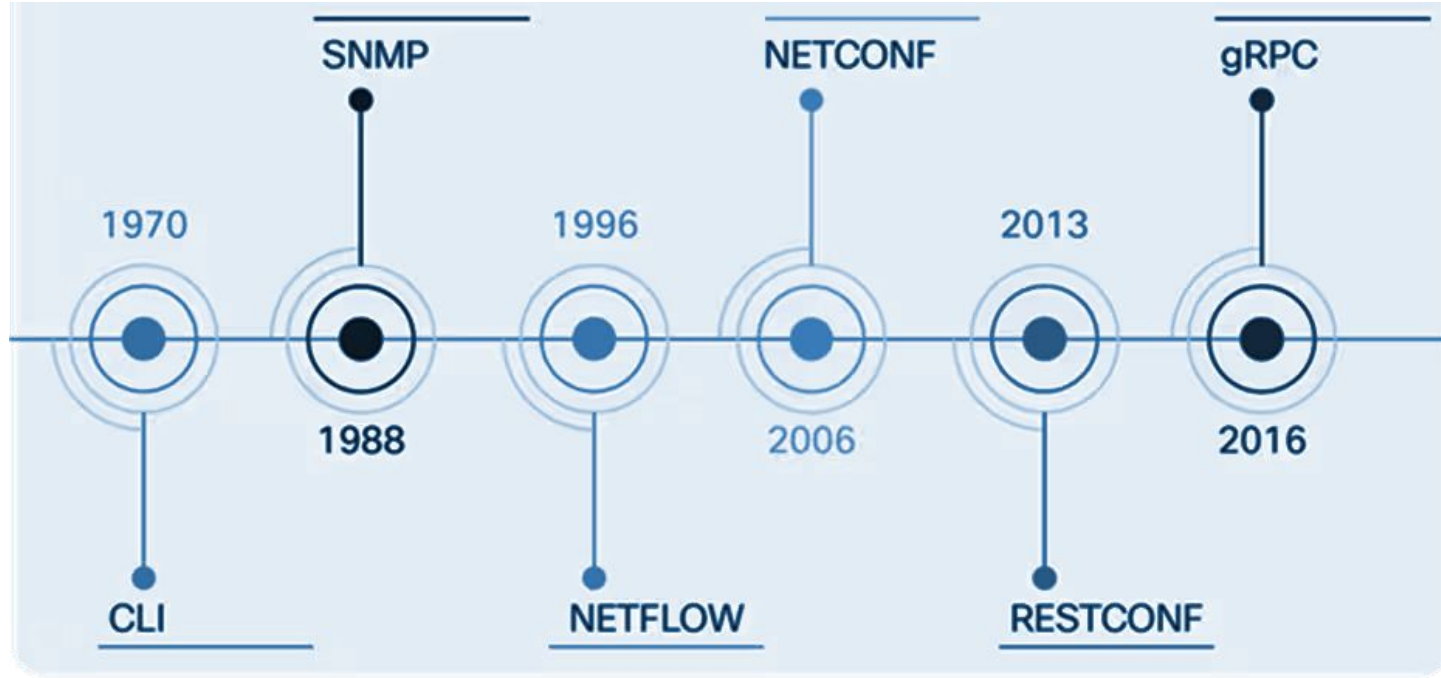 SNMP
NETCONF
gRPC
1970
1996
2013
1988
2006
2016
CLI
NETFLOW
RESTCONF